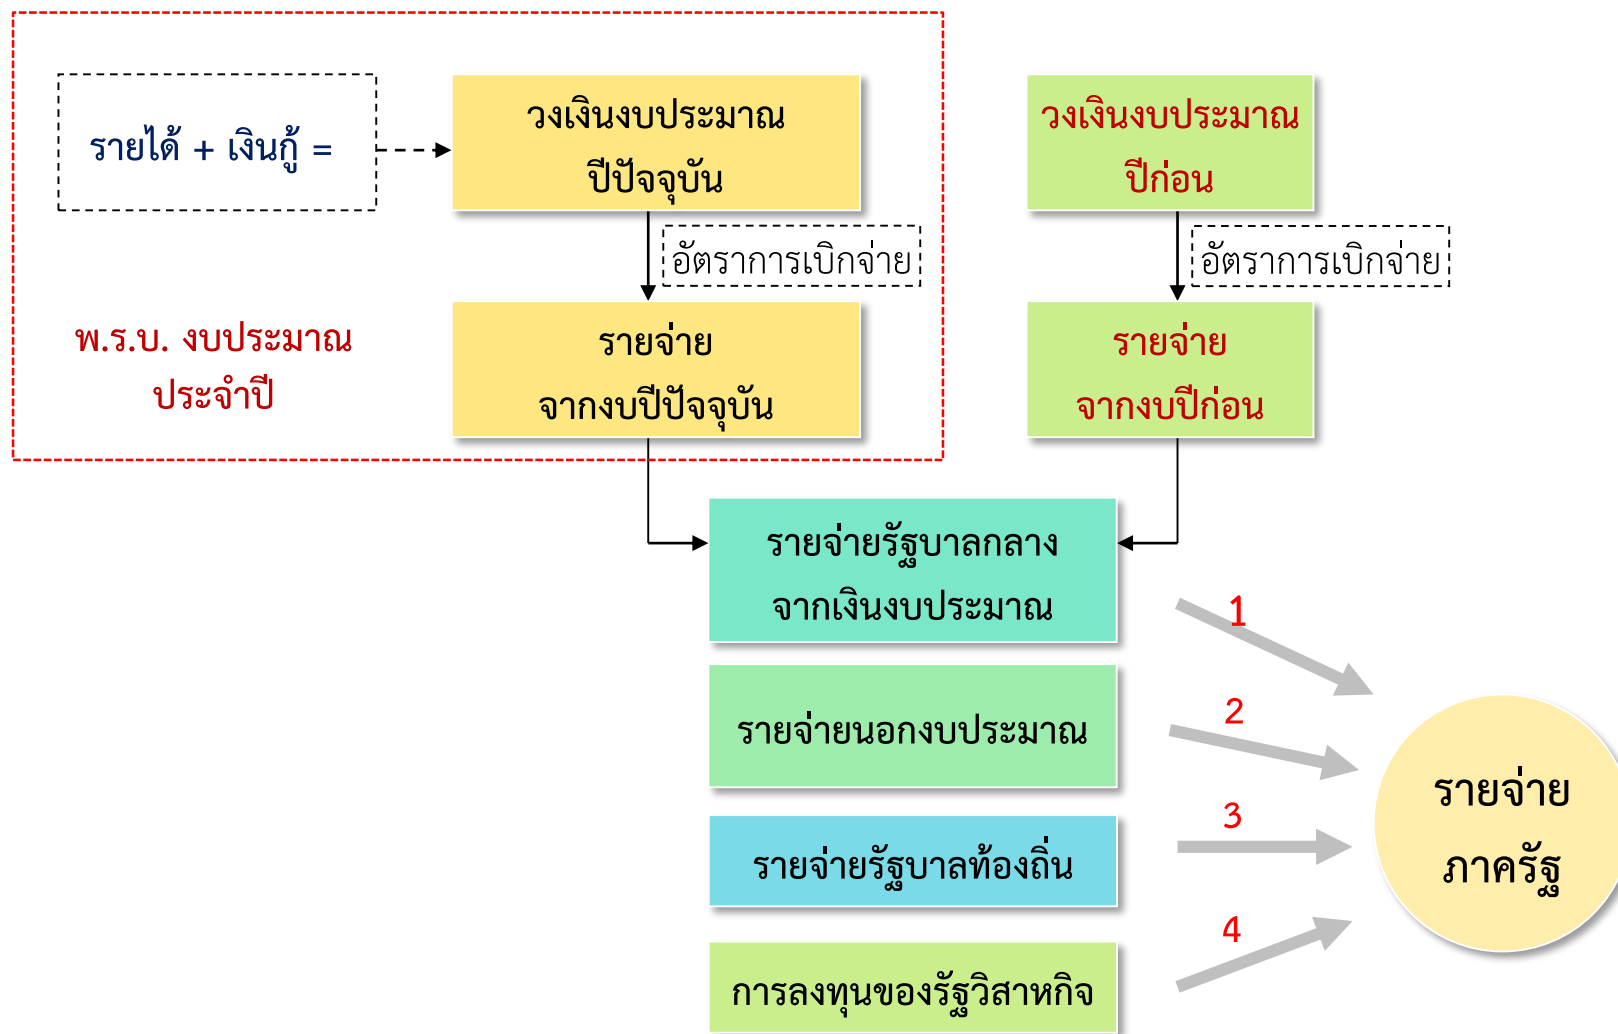 รายได้ + เงินกู้ =
วงเงินงบประมาณ
ปีปัจจุบัน
วงเงินงบประมาณ
ปีก่อน
อัตราการเบิกจ่าย
อัตราการเบิกจ่าย
พ.ร.บ. งบประมาณ
ประจำปี
รายจ่าย
จากงบปีปัจจุบัน
รายจ่าย
จากงบปีก่อน
รายจ่ายรัฐบาลกลาง
จากเงินงบประมาณ
1
รายจ่ายนอกงบประมาณ
2
รายจ่ายรัฐบาลท้องถิ่น
3
การลงทุนของรัฐวิสาหกิจ
4
รายจ่าย
ภาครัฐ